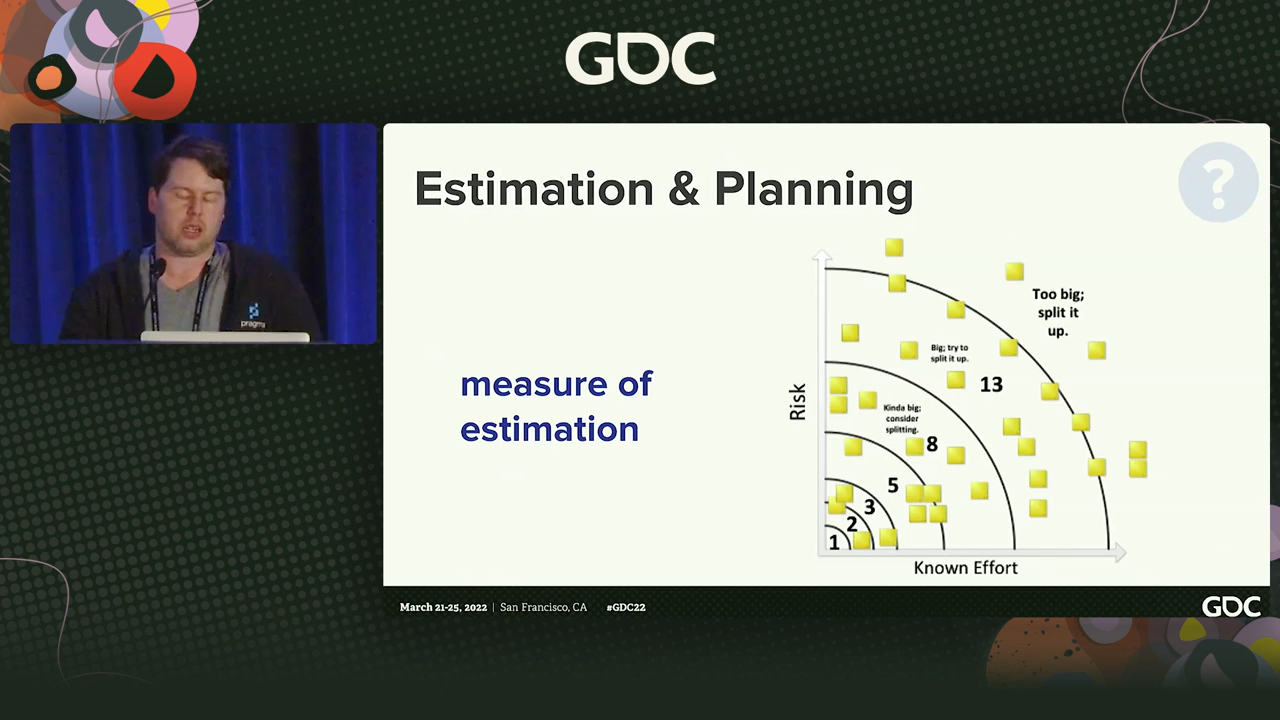 GDC
pragma
Estimation & Planning
?
measure of
estimation
Too big;
split it
up.
Big; try to
split it up.
13
Kinda big;
consider
splitting.
8
5
3
2
1
Risk
Known Effort
March 21-25, 2022 | San Francisco, CA #GDC22
GDC